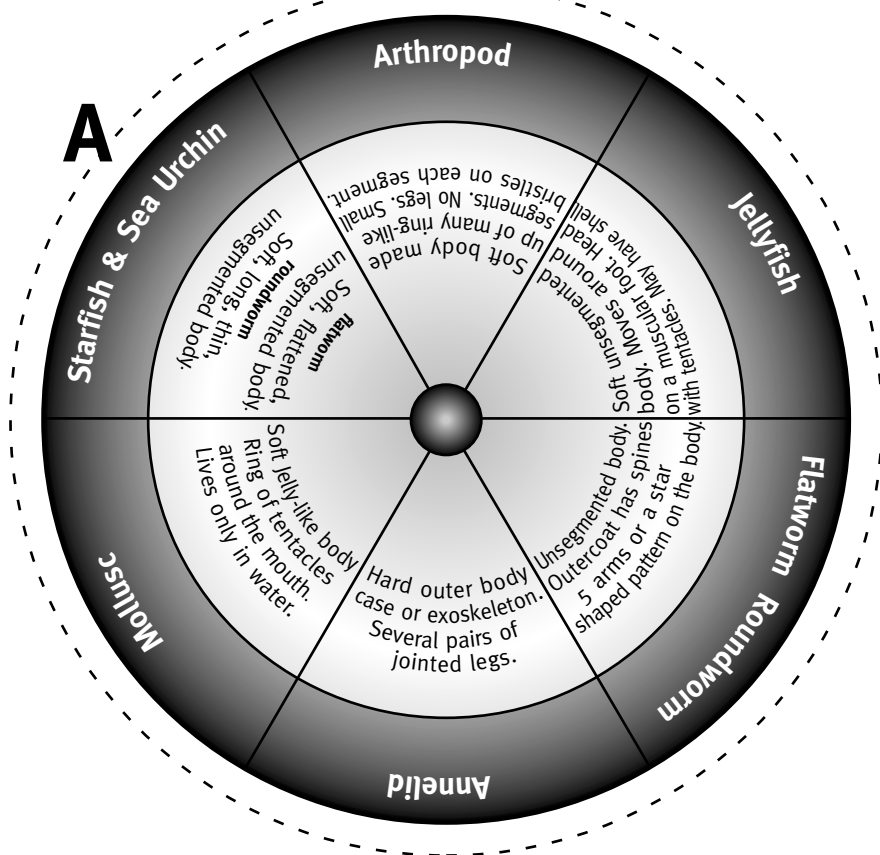 A
Arthropod
Jellyfish
Flatworm Roundworm
Annelid
Mollusc
Starfish & Sea Urchin
Soft body made
up of many ring-like
segments. No legs. Small
bristles on each segment.
Soft unsegmented
body. Moves around
on a muscular foot. Head
with tentacles. May have shell.
Unsegmented body.
Outercoat has spines
5 arms or a star
shaped pattern on the body.
Hard outer body
case or exoskeleton.
Several pairs of
jointed legs.
Soft Jelly-like body
Ring of tentacles
around the mouth.
Lives only in water.
flatworm
Soft, flattened,
unsegmented body.
roundworm
Soft, long, thin,
unsegmented body.